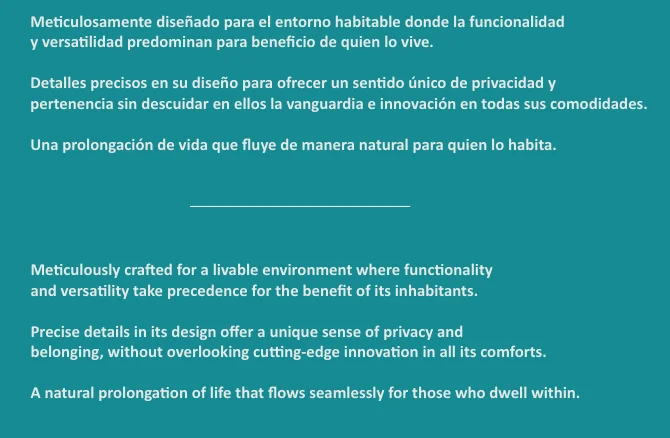 Meticulosamente diseñado para el entorno habitable donde la funcionalidad
y versatilidad predominan para beneficio de quien lo vive.
Detalles precisos en su diseño para ofrecer un sentido único de privacidad y
pertenencia sin descuidar en ellos la vanguardia e innovación en todas sus comodidades.
Una prolongación de vida que fluye de manera natural para quien lo habita.
Meticulously crafted for a livable environment where functionality
and versatility take precedence for the benefit of its inhabitants.
Precise details in its design offer a unique sense of privacy and
belonging, without overlooking cutting-edge innovation in all its comforts.
A natural prolongation of life that flows seamlessly for those who dwell within.